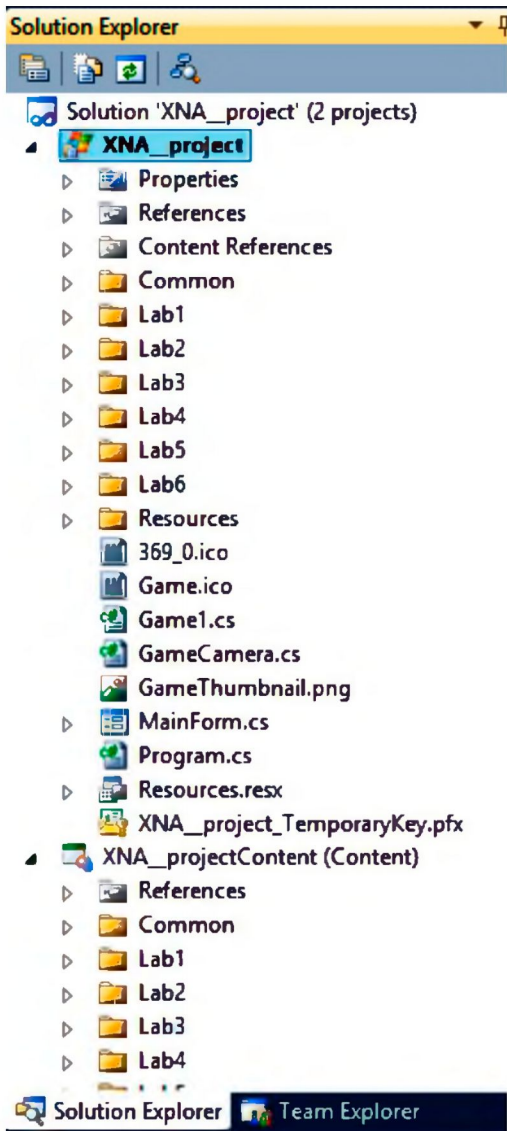 Solution Explorer
Solution 'XNA__project' (2 projects)
XNA__project
Properties
References
Content References
Common
Lab1
Lab2
Lab3
Lab4
Lab5
Lab6
Resources
369_0.ico
Game.ico
Game1.cs
GameCamera.cs
GameThumbnail.png
MainForm.cs
Program.cs
Resources.resx
XNA__project_TemporaryKey.pfx
XNA__projectContent (Content)
References
Common
Lab1
Lab2
Lab3
Lab4
Solution Explorer Team Explorer